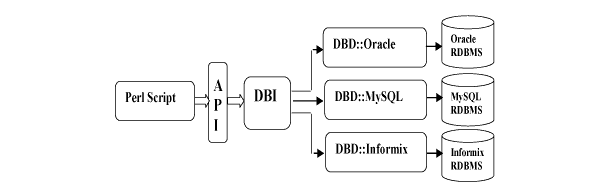 Perl Script
A
P
I
DBI
DBD::Oracle
Oracle
RDBMS
DBD::MySQL
MySQL
RDBMS
DBD::Informix
Informix
RDBMS